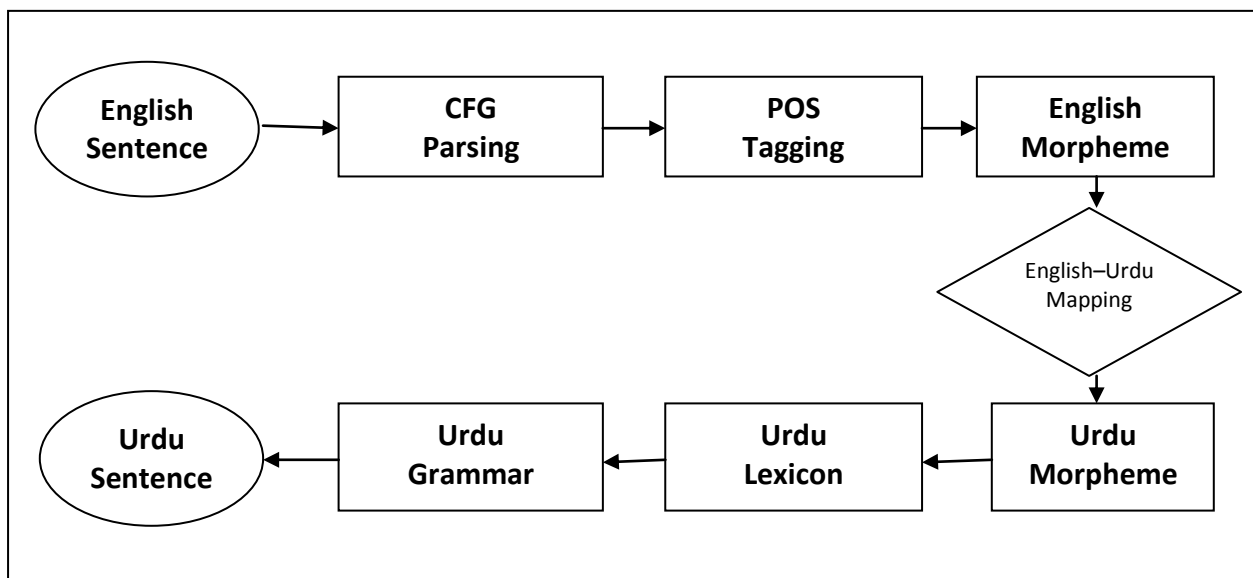 English
Sentence
CFG
Parsing
POS
Tagging
English
Morpheme
English–Urdu
Mapping
Urdu
Morpheme
Urdu
Lexicon
Urdu
Grammar
Urdu
Sentence